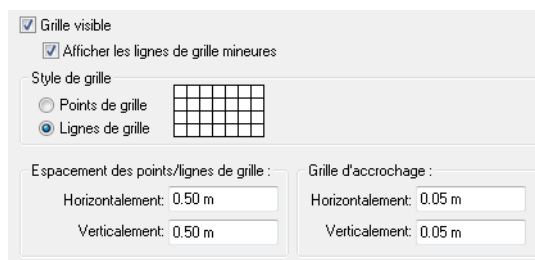 Grille visible
Afficher les lignes de grille mineures
Style de grille
Points de grille
Lignes de grille
Espacement des points/lignes de grille :
Horizontalement: 0.50 m
Verticalement: 0.50 m
Grille d'accrochage :
Horizontalement: 0.05 m
Verticalement: 0.05 m